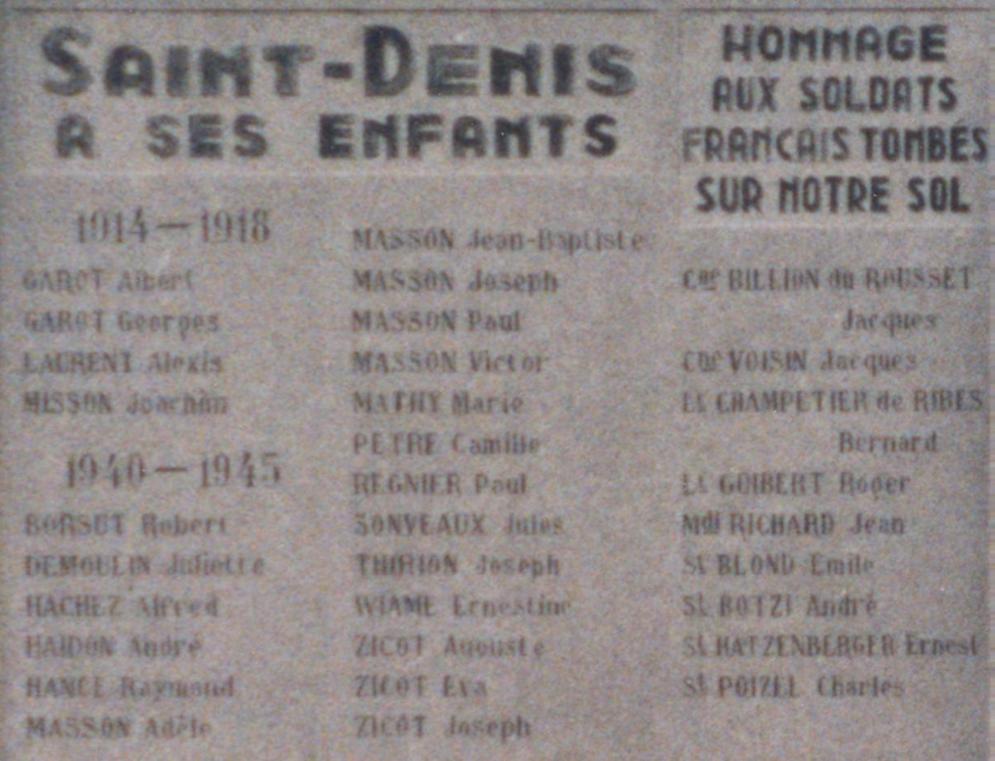 SAINT-DENIS
A SES ENFANTS
1914 — 1918
GAROT Albert
GAROT Georges
LAURENT Alexis
MISSON Joachim
1940 — 1945
BORSUT Robert
DEMOULIN Juliette
HACHEZ Alfred
HAIDON André
HANCE Raymond
MASSON Adèle
MASSON Jean-Baptiste
MASSON Joseph
MASSON Paul
MASSON Victor
MATHY Marie
PETRE Camille
REGNIER Paul
SONVEAUX Jules
THIRION Joseph
WIAME Ernestine
ZICOT Auguste
ZICOT Eva
ZICOT Joseph
HOMMAGE
AUX SOLDATS
FRANCAIS TOMBÉS
SUR NOTRE SOL
BILLION du ROUSSET
Jacques
VOISIN Jacques
Lt CHAMPETIER de RIBES
Bernard
Lt GOIBERT Roger
Mdl RICHARD Jean
St BLOND Emile
St BOTZI André
St HATZENBERGER Ernest
St POIZEL Charles